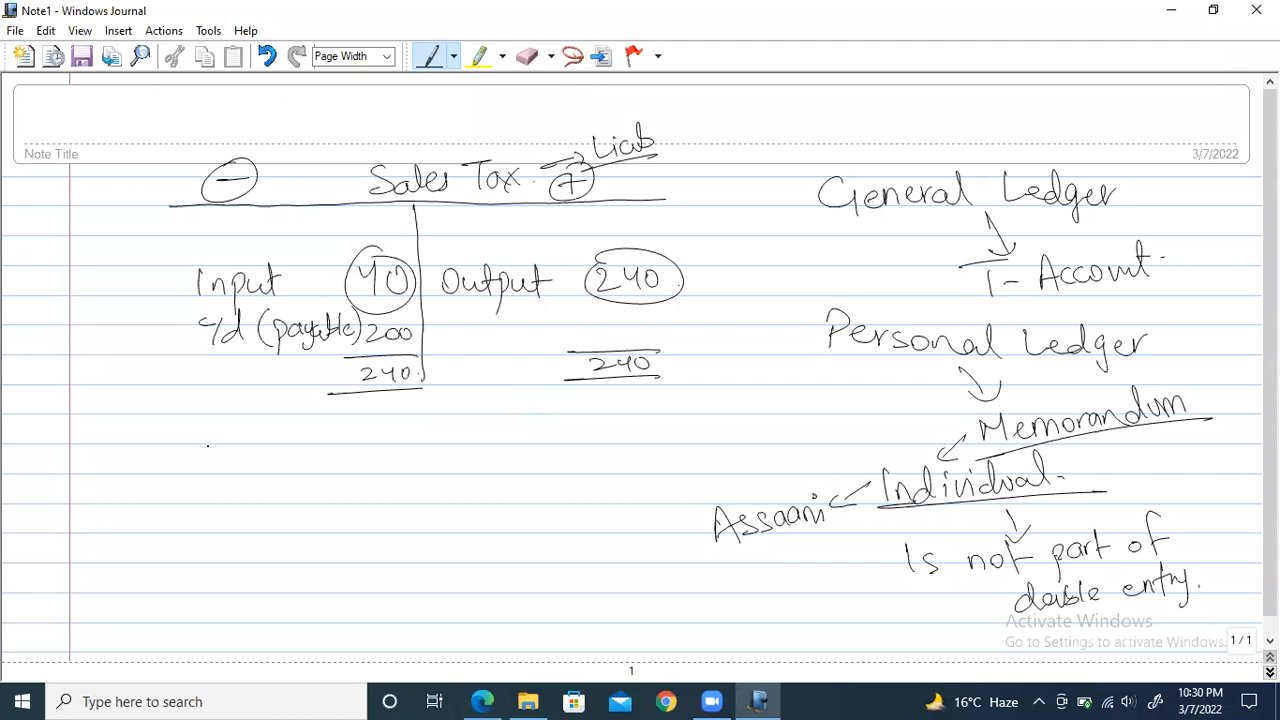 Note1 - Windows Journal
File Edit View Insert Actions Tools Help
Page Width
Note Title
3/7/2022
Liab
− Sales Tax. +
Input 40 Output 240
c/d (payable) 200
240. 240
General Ledger
T-Account
Personal Ledger
Memorandum
Individual.
Assaani
Is not part of
double entry.
Activate Windows
Go to Settings to activate Windows.
1 / 1
1
Type here to search
16°C Haze
10:30 PM
3/7/2022